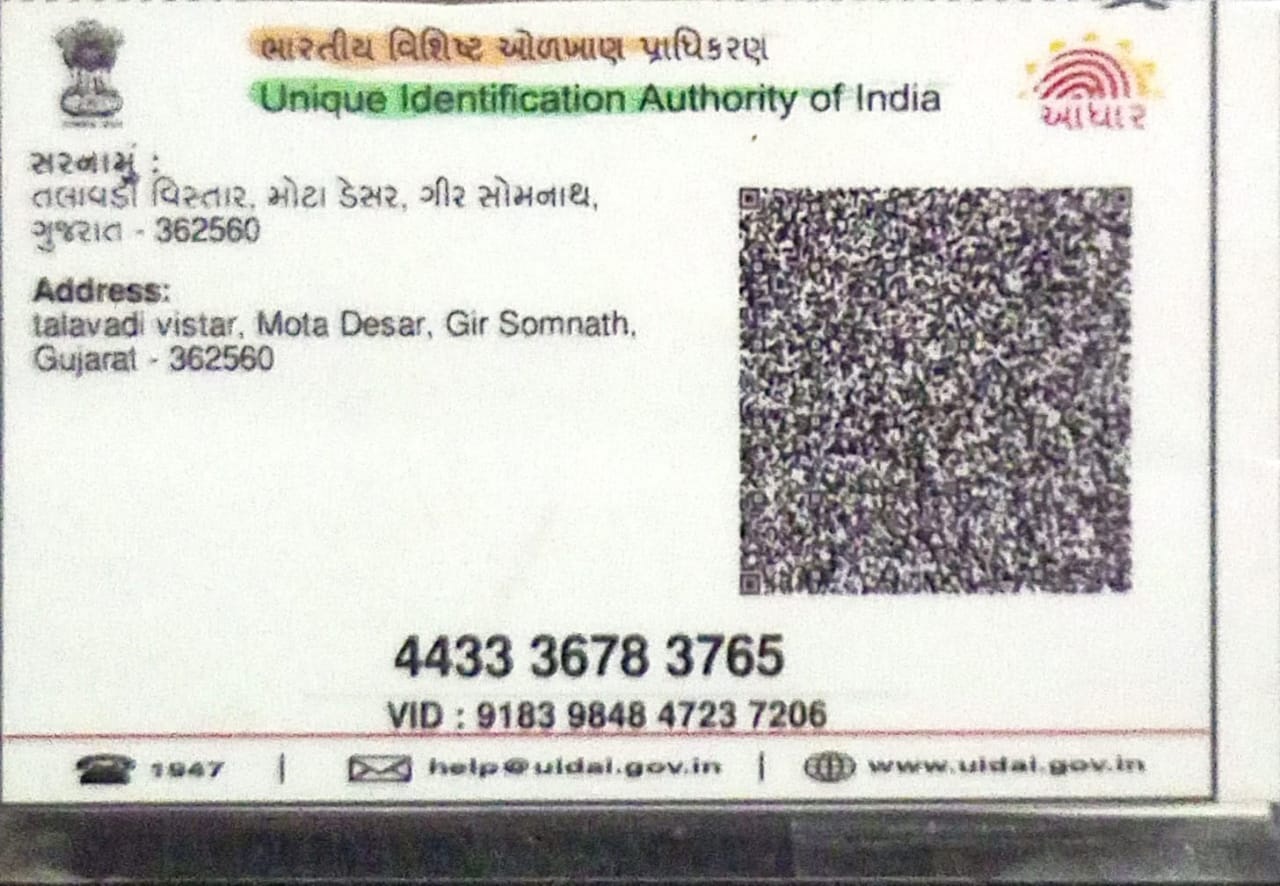 ભારતીય વિશિષ્ટ ઓળખાણ પ્રાધિકરણ
Unique Identification Authority of India
આધાર
સરનામું :
તલાવડી વિસ્તાર, મોટા ડેસર, ગીર સોમનાથ,
ગુજરાત - 362560
Address:
talavadi vistar, Mota Desar, Gir Somnath,
Gujarat - 362560
4433 3678 3765
VID : 9183 9848 4723 7206
1947 | help@uidai.gov.in | www.uidai.gov.in